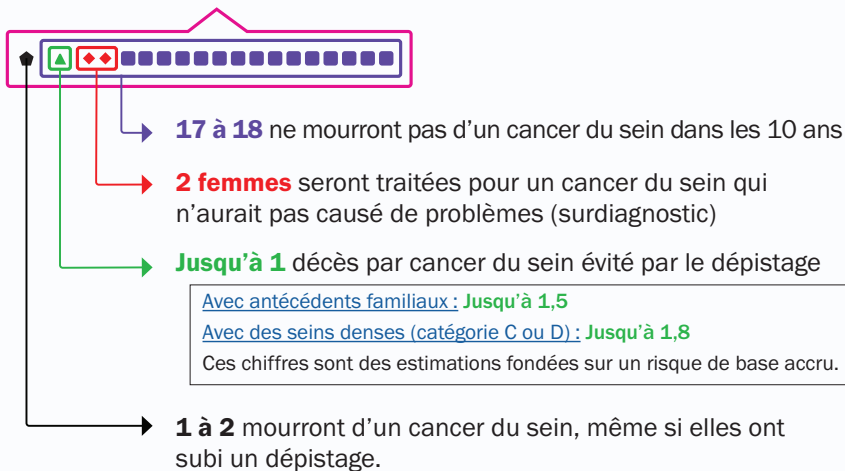 17 à 18 ne mourront pas d'un cancer du sein dans les 10 ans
2 femmes seront traitées pour un cancer du sein qui
n'aurait pas causé de problèmes (surdiagnostic)
Jusqu'à 1 décès par cancer du sein évité par le dépistage
Avec antécédents familiaux : Jusqu'à 1,5
Avec des seins denses (catégorie C ou D) : Jusqu'à 1,8
Ces chiffres sont des estimations fondées sur un risque de base accru.
1 à 2 mourront d'un cancer du sein, même si elles ont
subi un dépistage.